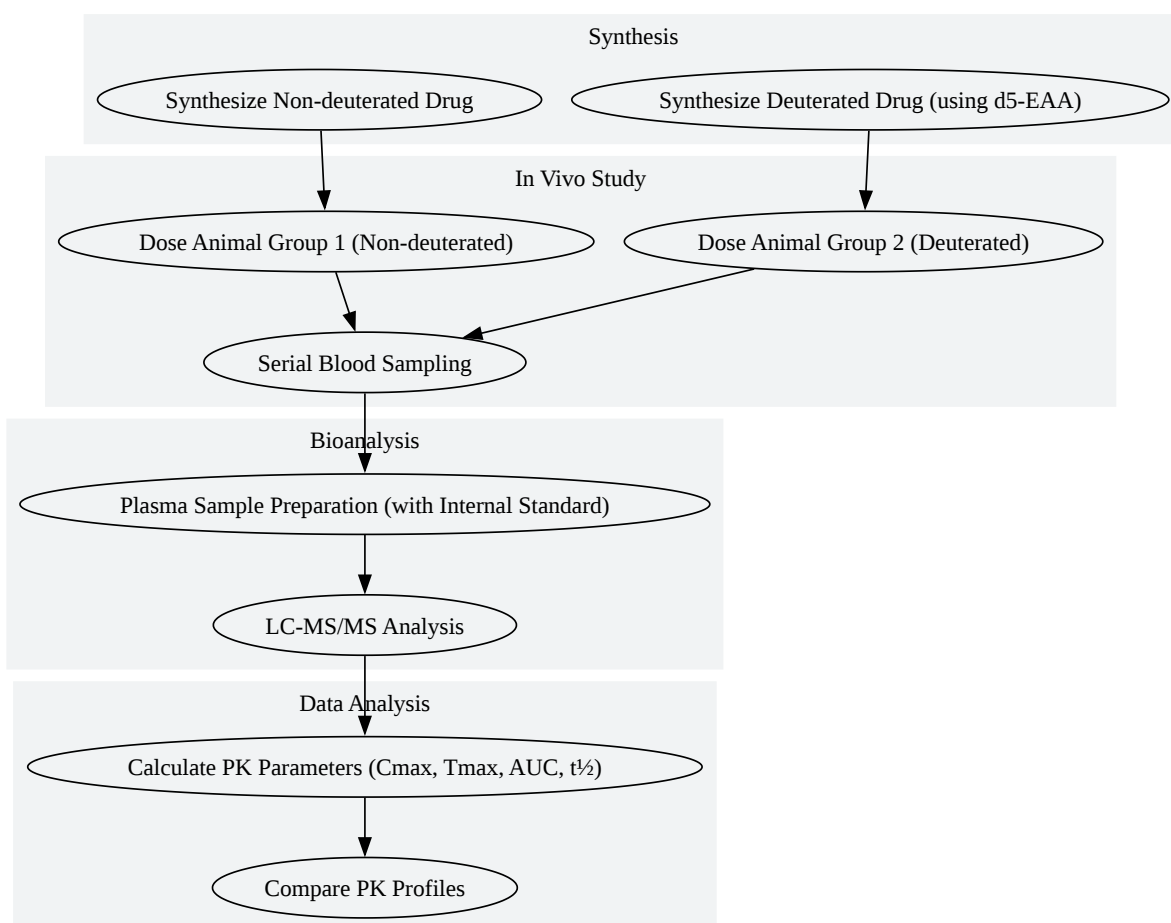 Synthesis
Synthesize Non-deuterated Drug
Synthesize Deuterated Drug (using d5-EAA)
In Vivo Study
Dose Animal Group 1 (Non-deuterated)
Dose Animal Group 2 (Deuterated)
Serial Blood Sampling
Bioanalysis
Plasma Sample Preparation (with Internal Standard)
LC-MS/MS Analysis
Data Analysis
Calculate PK Parameters (Cmax, Tmax, AUC, t½)
Compare PK Profiles